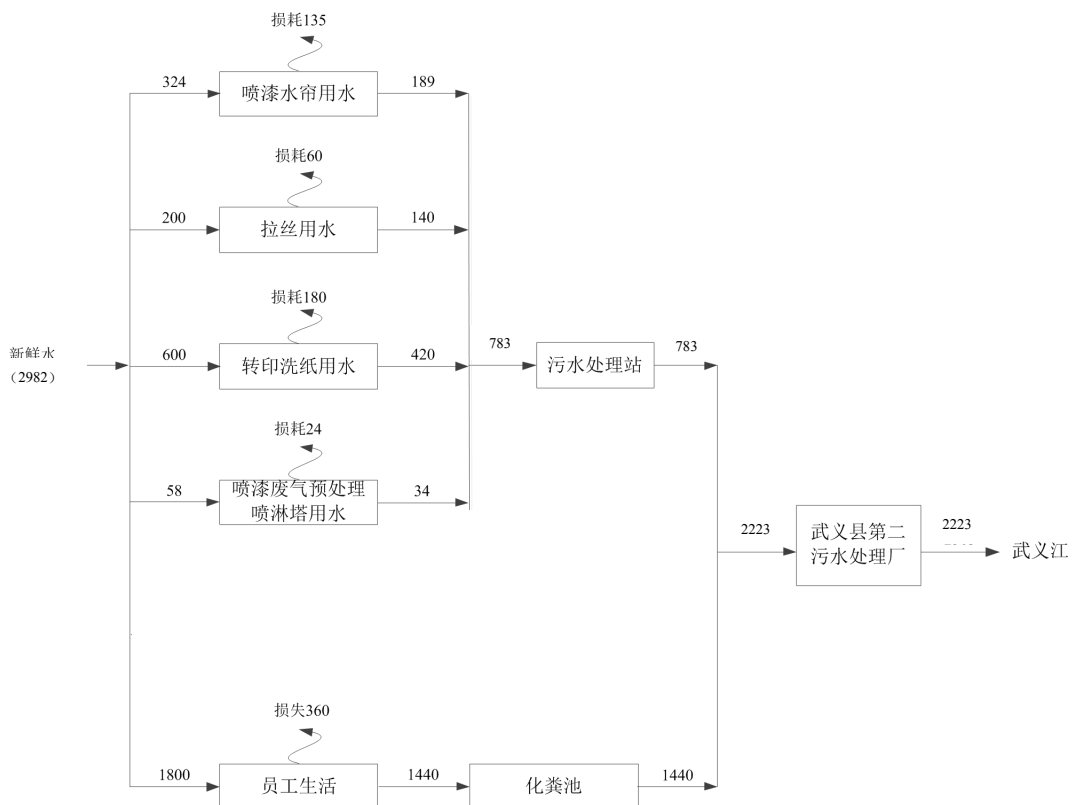 损耗135
324
喷漆水帘用水
189
损耗60
200
拉丝用水
140
损耗180
新鲜水
（2982）
600
转印洗纸用水
420
783
污水处理站
783
损耗24
58
喷漆废气预处理
喷淋塔用水
34
2223
武义县第二
污水处理厂
2223
武义江
损失360
1800
员工生活
1440
化粪池
1440